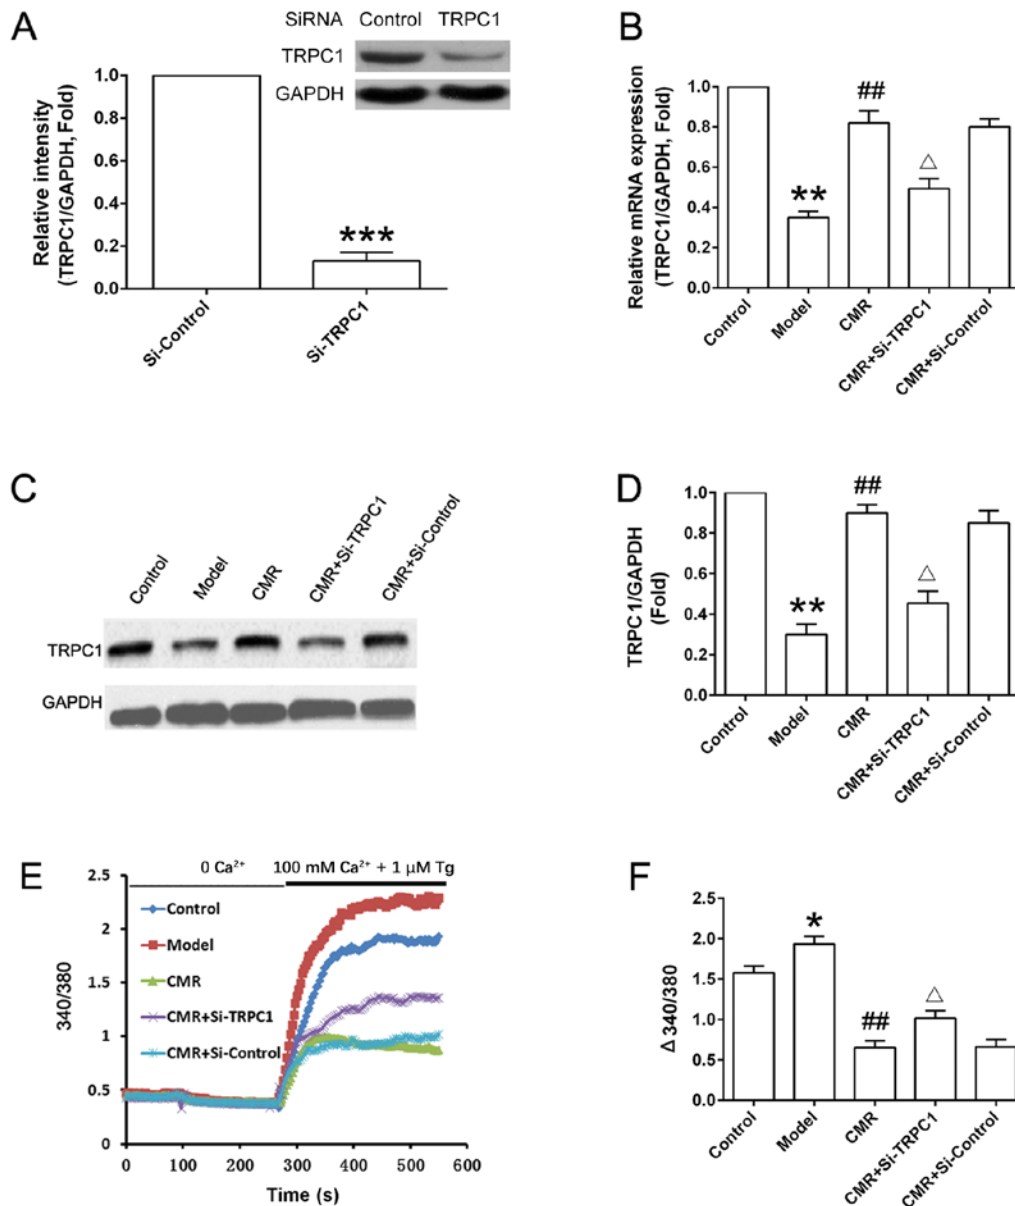 A
SiRNA Control TRPC1
TRPC1
GAPDH
Relative intensity
(TRPC1/GAPDH, Fold)
1.0
0.8
0.6
0.4
0.2
0.0
***
Si-Control
Si-TRPC1
B
Relative mRNA expression
(TRPC1/GAPDH, Fold)
1.0
0.8
0.6
0.4
0.2
0.0
**
##
△
Control
Model
CMR
CMR+Si-TRPC1
CMR+Si-Control
C
Control
Model
CMR
CMR+Si-TRPC1
CMR+Si-Control
TRPC1
GAPDH
D
TRPC 1/GAPDH
(Fold)
1.0
0.8
0.6
0.4
0.2
0.0
**
##
△
Control
Model
CMR
CMR+Si-TRPC1
CMR+Si-Control
E
0 Ca²⁺ 100 mM Ca²⁺ + 1 μM Tg
340/380
2.5
2
1.5
1
0.5
0
Control
Model
CMR
CMR+Si-TRPC1
CMR+Si-Control
0 100 200 300 400 500 600
Time (s)
F
Δ 340/380
2.5
2.0
1.5
1.0
0.5
0.0
*
##
△
Control
Model
CMR
CMR+Si-TRPC1
CMR+Si-Control